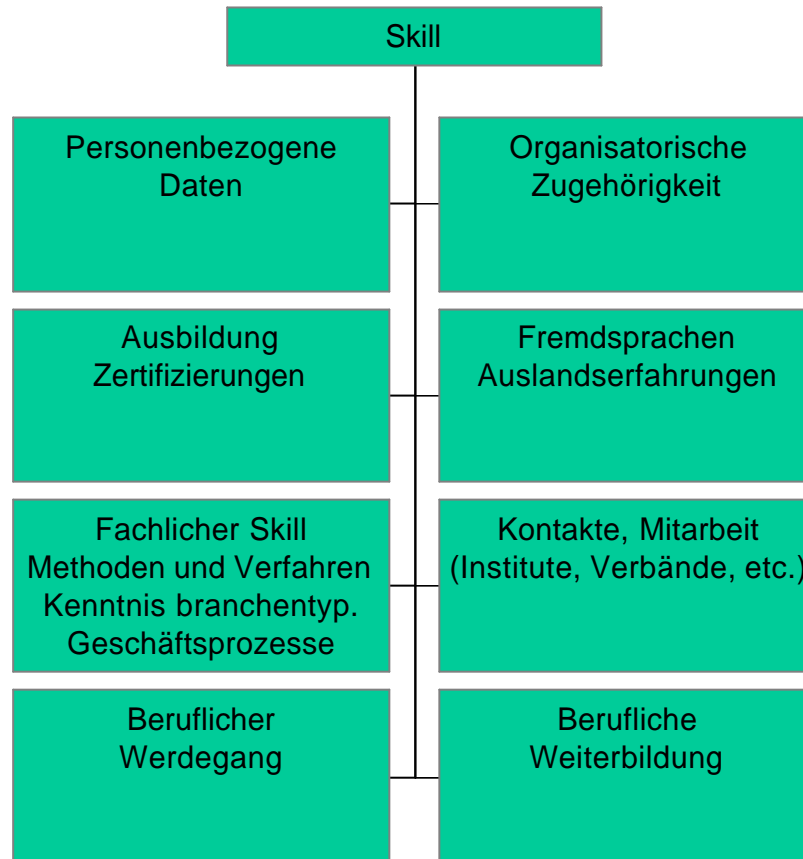 Skill
Personenbezogene
Daten
Organisatorische
Zugehörigkeit
Ausbildung
Zertifizierungen
Fremdsprachen
Auslandserfahrungen
Fachlicher Skill
Methoden und Verfahren
Kenntnis branchentyp.
Geschäftsprozesse
Kontakte, Mitarbeit
(Institute, Verbände, etc.)
Beruflicher
Werdegang
Berufliche
Weiterbildung